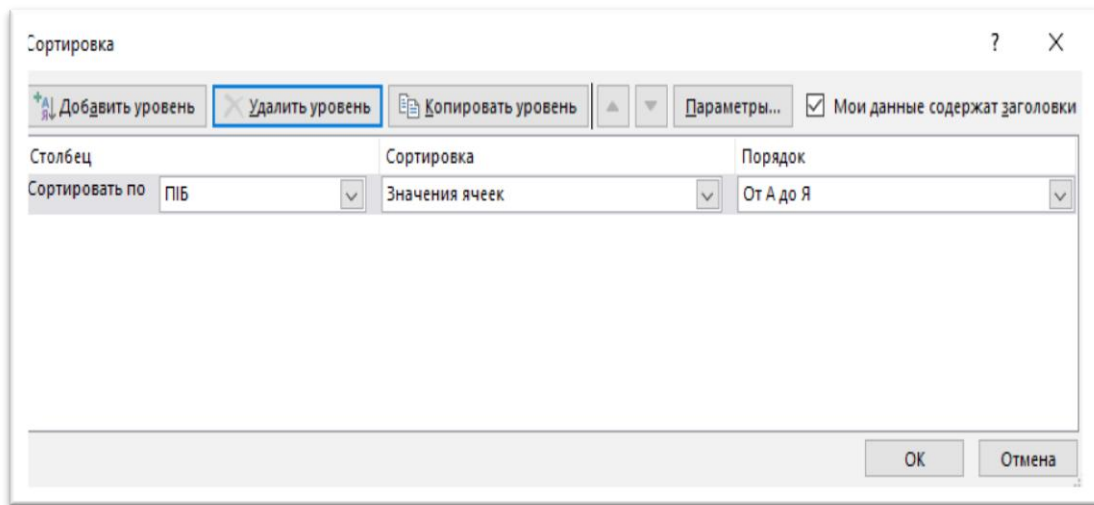 Сортировка ? X
Добавить уровень Удалить уровень Копировать уровень Параметры... Мои данные содержат заголовки
Столбец Сортировка Порядок
Сортировать по ПІБ Значения ячеек От А до Я
ОК Отмена